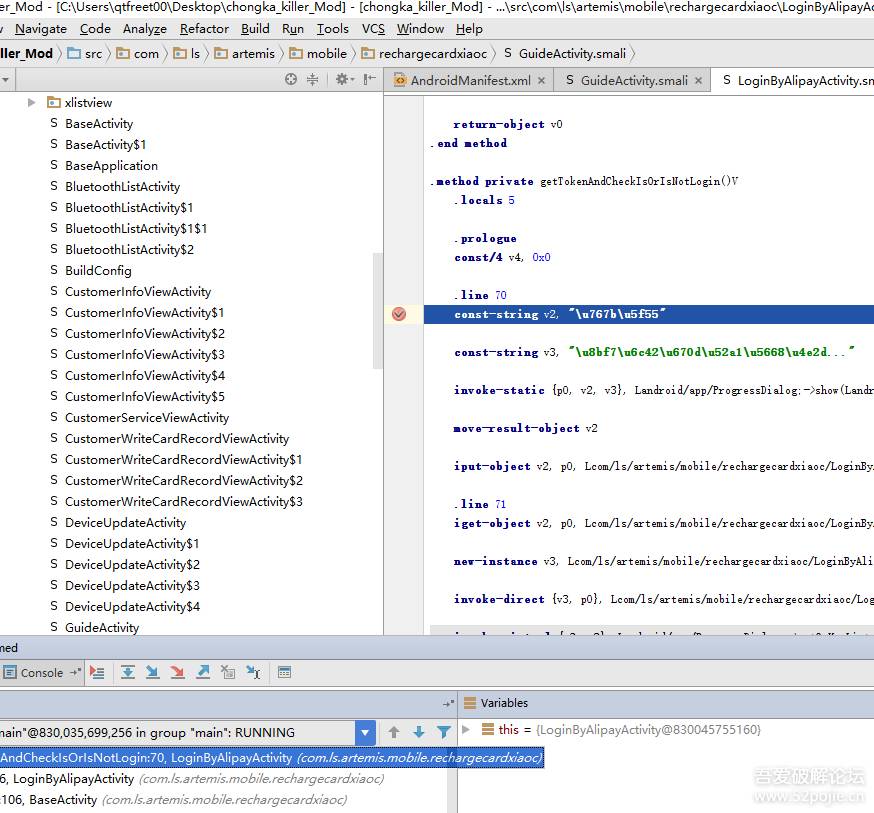 er_Mod - [C:\Users\qtfreet00\Desktop\chongka_killer_Mod] - [chongka_killer_Mod] - ...\src\com\ls\artemis\mobile\rechargecardxiaoc\LoginByAlipayAc
Navigate Code Analyze Refactor Build Run Tools VCS Window Help
ller_Mod src com ls artemis mobile rechargecardxiaoc S GuideActivity.smali
AndroidManifest.xml × S GuideActivity.smali × S LoginByAlipayActivity.sm
xlistview
S BaseActivity
S BaseActivity$1
S BaseApplication
S BluetoothListActivity
S BluetoothListActivity$1
S BluetoothListActivity$1$1
S BluetoothListActivity$2
S BuildConfig
S CustomerInfoViewActivity
S CustomerInfoViewActivity$1
S CustomerInfoViewActivity$2
S CustomerInfoViewActivity$3
S CustomerInfoViewActivity$4
S CustomerInfoViewActivity$5
S CustomerServiceViewActivity
S CustomerWriteCardRecordViewActivity
S CustomerWriteCardRecordViewActivity$1
S CustomerWriteCardRecordViewActivity$2
S CustomerWriteCardRecordViewActivity$3
S DeviceUpdateActivity
S DeviceUpdateActivity$1
S DeviceUpdateActivity$2
S DeviceUpdateActivity$3
S DeviceUpdateActivity$4
S GuideActivity
return-object v0
.end method
.method private getTokenAndCheckIsOrIsNotLogin()V
.locals 5
.prologue
const/4 v4, 0x0
.line 70
const-string v2, "\u767b\u5f55"
const-string v3, "\u8bf7\u6c42\u670d\u52a1\u5668\u4e2d..."
invoke-static {p0, v2, v3}, Landroid/app/ProgressDialog;->show(Landr
move-result-object v2
iput-object v2, p0, Lcom/ls/artemis/mobile/rechargecardxiaoc/LoginByA
.line 71
iget-object v2, p0, Lcom/ls/artemis/mobile/rechargecardxiaoc/LoginByA
new-instance v3, Lcom/ls/artemis/mobile/rechargecardxiaoc/LoginByAli
invoke-direct {v3, p0}, Lcom/ls/artemis/mobile/rechargecardxiaoc/Log
med
Console
Variables
main"@830,035,699,256 in group "main": RUNNING
this = {LoginByAlipayActivity@830045755160}
AndCheckIsOrIsNotLogin:70, LoginByAlipayActivity (com.ls.artemis.mobile.rechargecardxiaoc)
6, LoginByAlipayActivity (com.ls.artemis.mobile.rechargecardxiaoc)
:106, BaseActivity (com.ls.artemis.mobile.rechargecardxiaoc)
吾爱破解论坛
www.52pojie.cn